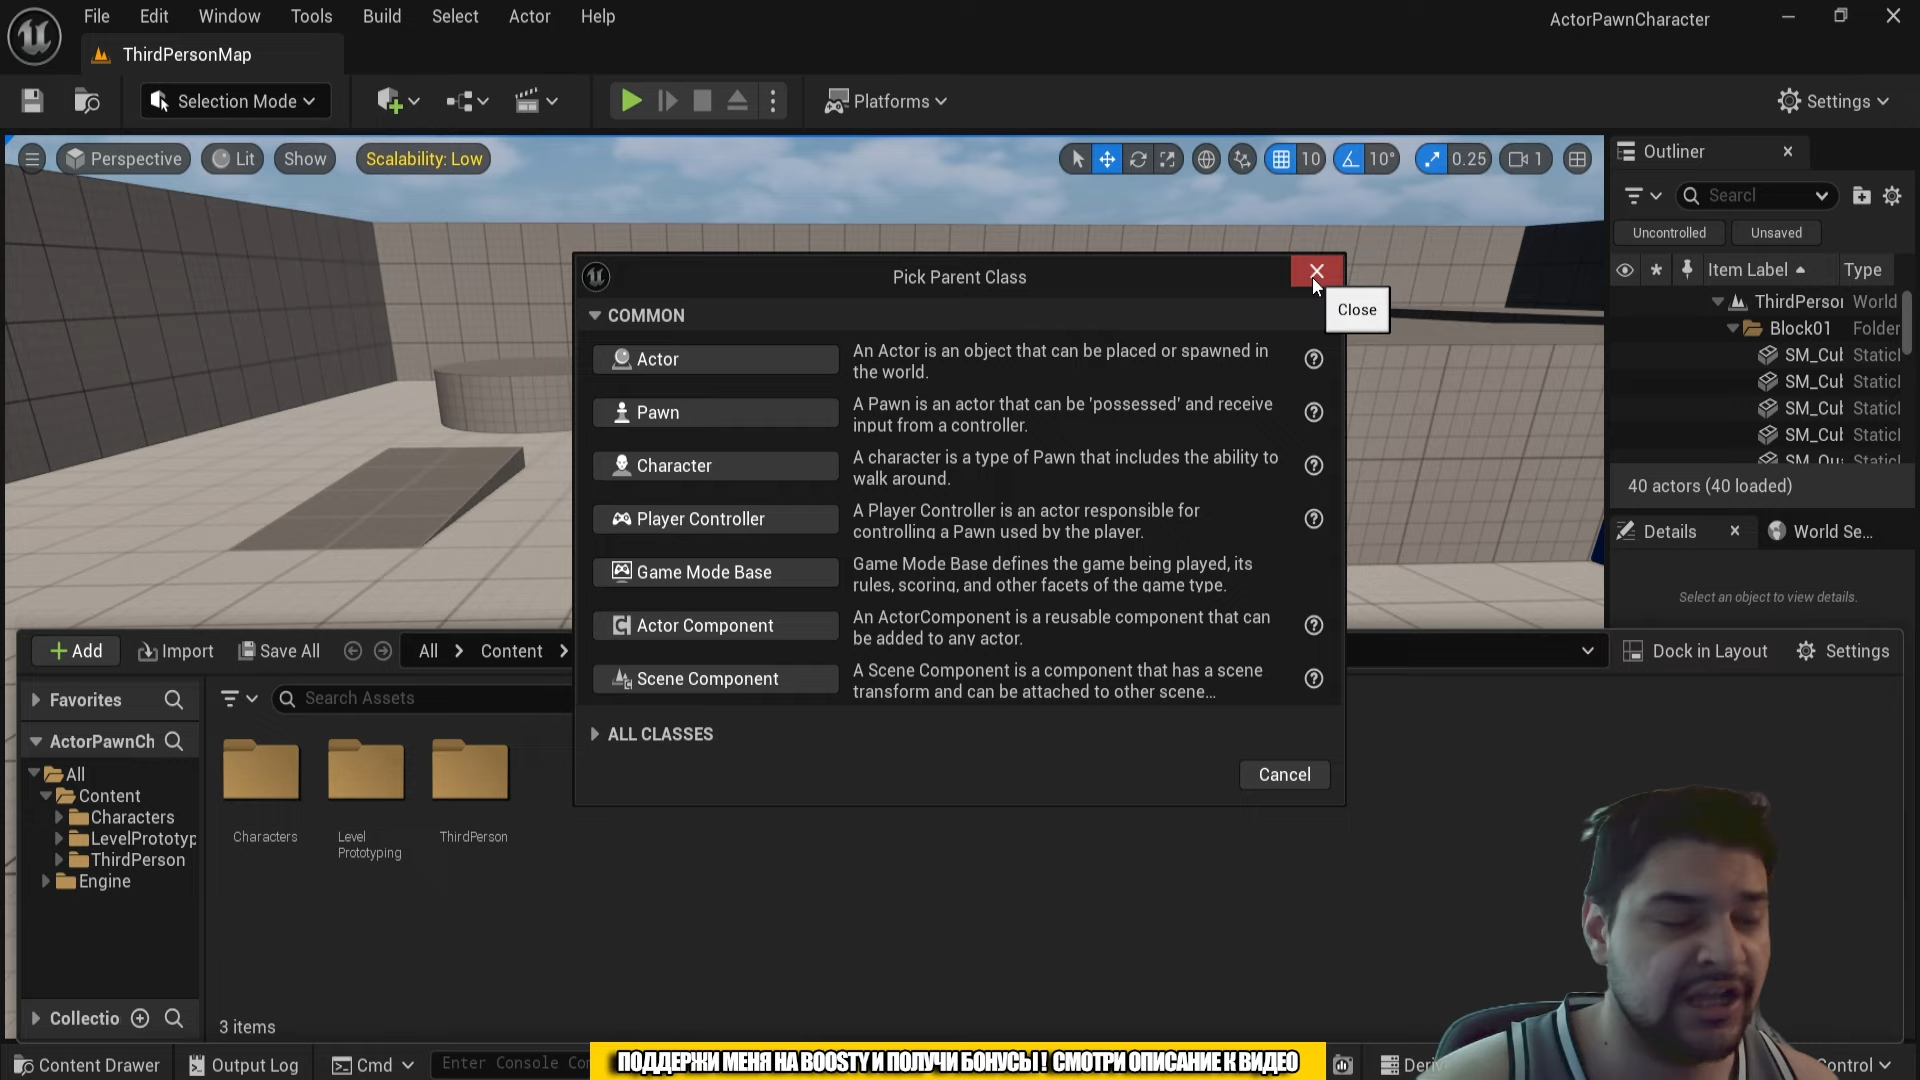 File Edit Window Tools Build Select Actor Help
ActorPawnCharacter
ThirdPersonMap
Selection Mode
Platforms
Settings
Perspective Lit Show Scalability: Low
10 10° 0.25 1
Outliner
Searcl
Uncontrolled Unsaved
Item Label Type
ThirdPersor World
Block01 Folder
SM_Cul StaticI
SM_Cul StaticI
SM_Cul StaticI
SM_Cul StaticI
40 actors (40 loaded)
Details World Se...
Select an object to view details.
Pick Parent Class
Close
COMMON
Actor
An Actor is an object that can be placed or spawned in
the world.
Pawn
A Pawn is an actor that can be 'possessed' and receive
input from a controller.
Character
A character is a type of Pawn that includes the ability to
walk around.
Player Controller
A Player Controller is an actor responsible for
controlling a Pawn used by the player.
Game Mode Base
Game Mode Base defines the game being played, its
rules, scoring, and other facets of the game type.
Actor Component
An ActorComponent is a reusable component that can
be added to any actor.
Scene Component
A Scene Component is a component that has a scene
transform and can be attached to other scene...
ALL CLASSES
Cancel
Add Import Save All All Content
Dock in Layout Settings
Favorites
Search Assets
ActorPawnCh
All
Content
Characters
LevelPrototyp
ThirdPerson
Engine
Characters
Level
Prototyping
ThirdPerson
Collectio
3 items
Content Drawer Output Log Cmd Enter Console Co
ПОДДЕРЖИ МЕНЯ НА BOOSTY И ПОЛУЧИ БОНУСЫ! СМОТРИ ОПИСАНИЕ К ВИДЕО
Deri
ontrol